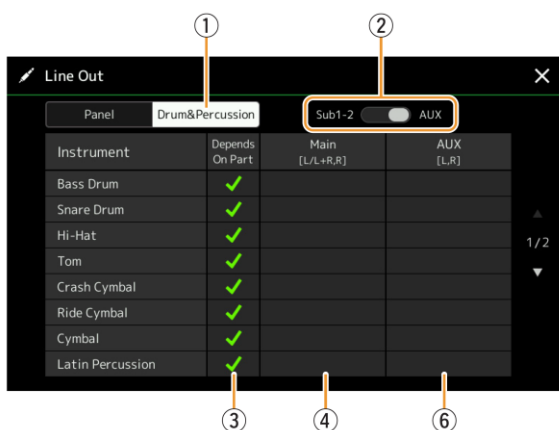 ① ②
Line Out
Panel Drum&Percussion Sub1-2 AUX
Instrument Depends On Part Main [L/L+R,R] AUX [L,R]
Bass Drum
Snare Drum
Hi-Hat
1/2
Tom
Crash Cymbal
Ride Cymbal
Cymbal
Latin Percussion
③ ④ ⑥